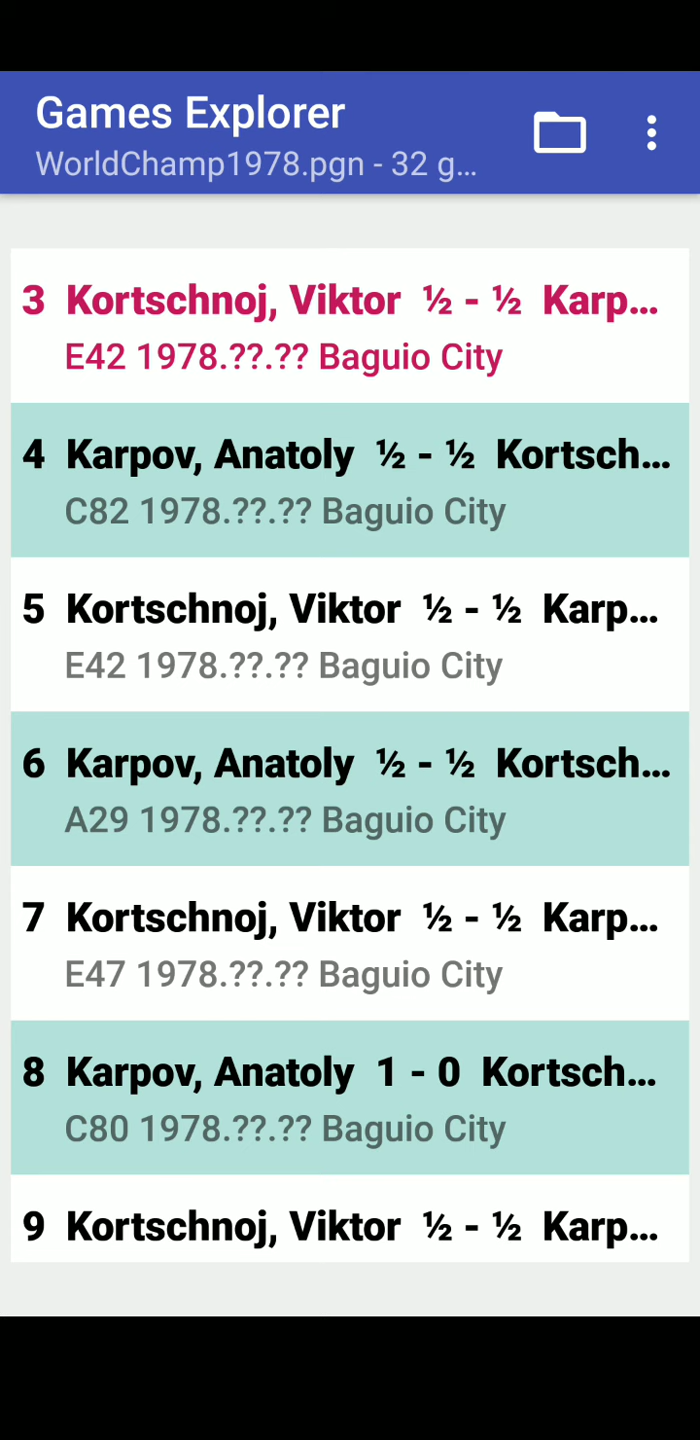 Games Explorer
WorldChamp1978.pgn - 32 g...
3 Kortschnoj, Viktor ½ - ½ Karp...
E42 1978.??.?? Baguio City
4 Karpov, Anatoly ½ - ½ Kortsch...
C82 1978.??.?? Baguio City
5 Kortschnoj, Viktor ½ - ½ Karp...
E42 1978.??.?? Baguio City
6 Karpov, Anatoly ½ - ½ Kortsch...
A29 1978.??.?? Baguio City
7 Kortschnoj, Viktor ½ - ½ Karp...
E47 1978.??.?? Baguio City
8 Karpov, Anatoly 1 - 0 Kortsch...
C80 1978.??.?? Baguio City
9 Kortschnoj, Viktor ½ - ½ Karp...